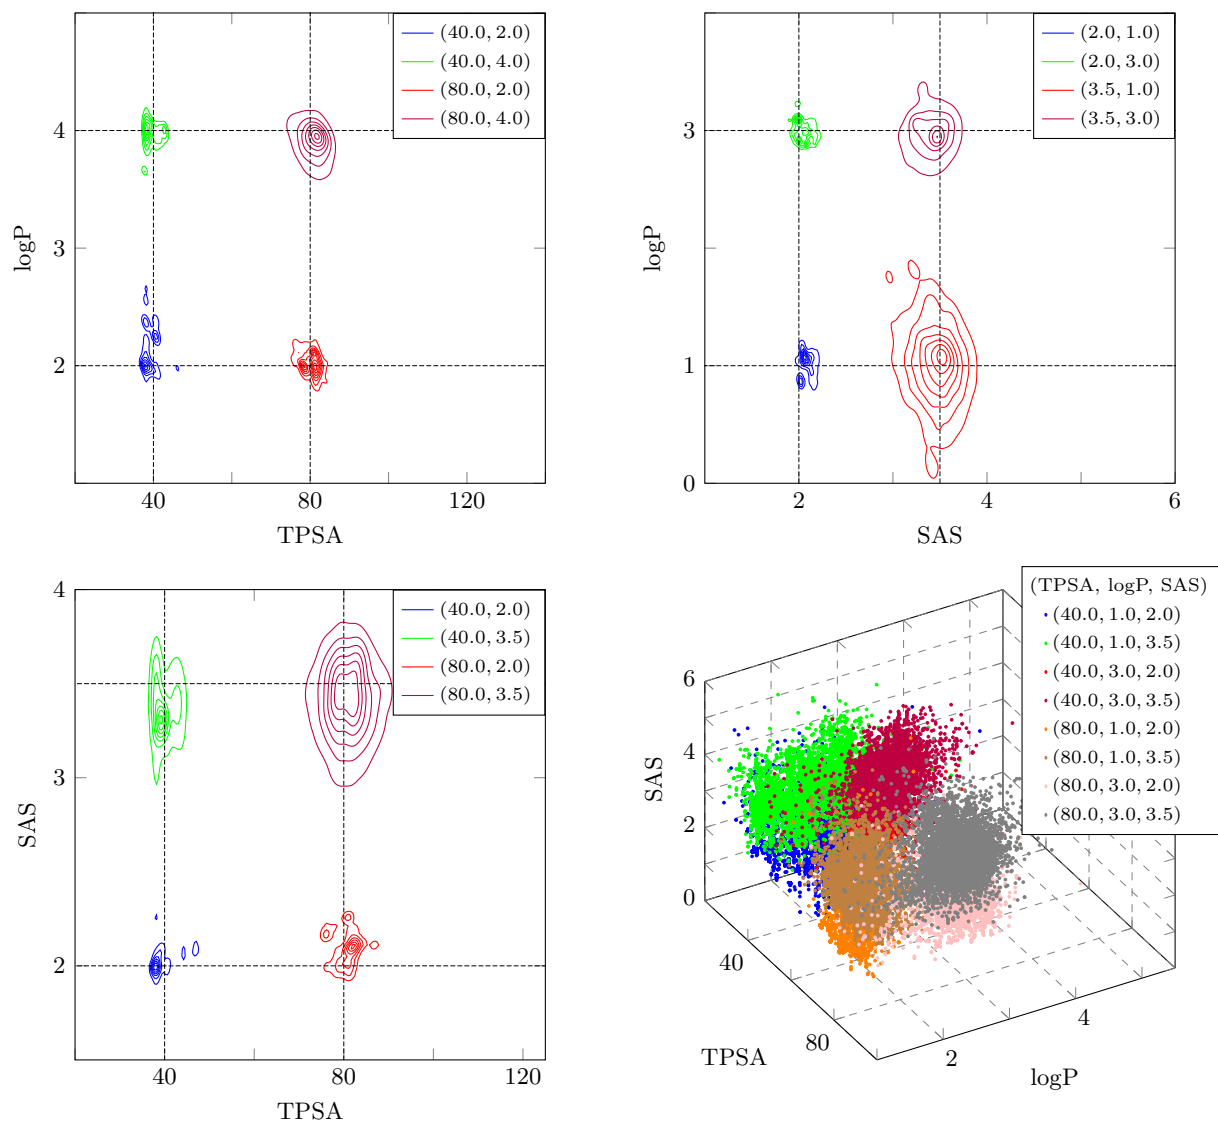 (40.0, 2.0)
(40.0, 4.0)
(80.0, 2.0)
(80.0, 4.0)
4
3
2
logP
40
80
120
TPSA
(2.0, 1.0)
(2.0, 3.0)
(3.5, 1.0)
(3.5, 3.0)
3
1
0
logP
2
4
6
SAS
(40.0, 2.0)
(40.0, 3.5)
(80.0, 2.0)
(80.0, 3.5)
4
3
2
SAS
40
80
120
TPSA
(TPSA, logP, SAS)
(40.0, 1.0, 2.0)
(40.0, 1.0, 3.5)
(40.0, 3.0, 2.0)
(40.0, 3.0, 3.5)
(80.0, 1.0, 2.0)
(80.0, 1.0, 3.5)
(80.0, 3.0, 2.0)
(80.0, 3.0, 3.5)
6
4
2
0
SAS
40
80
TPSA
2
4
logP